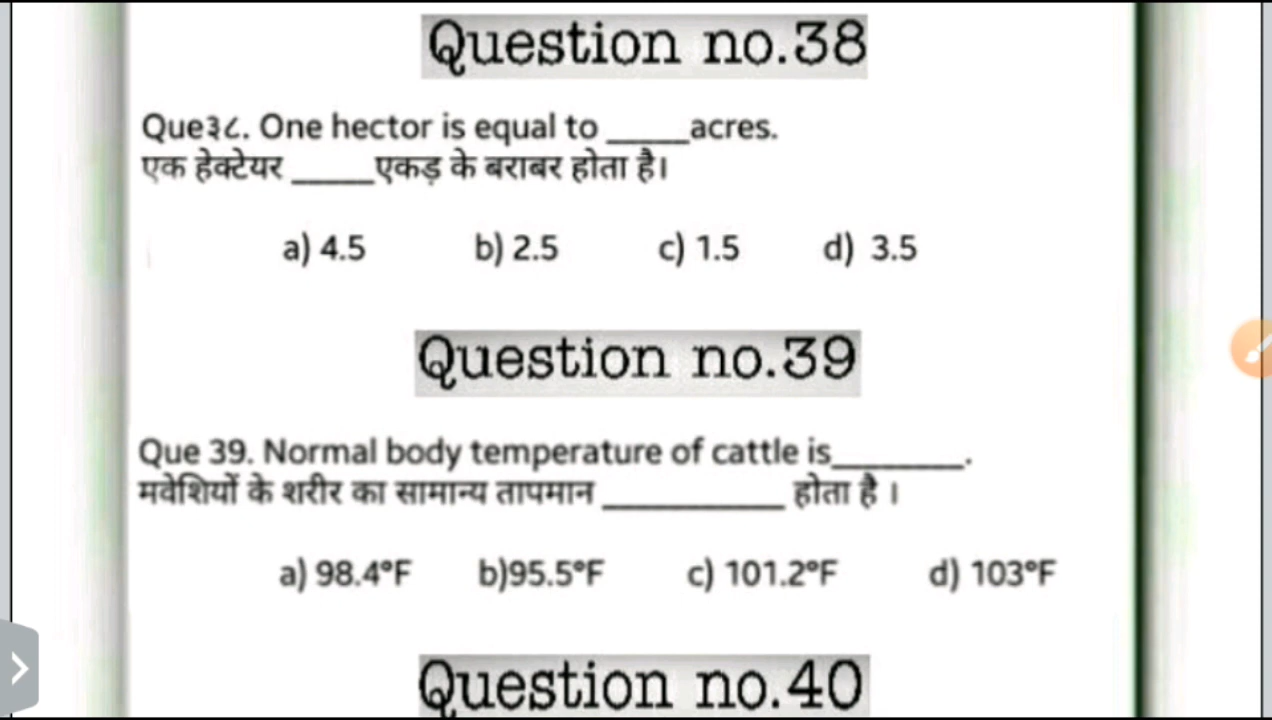 Question no.38
Que३८. One hector is equal to _____acres.
एक हेक्टेयर _____एकड़ के बराबर होता है।
a) 4.5 b) 2.5 c) 1.5 d) 3.5
Question no.39
Que 39. Normal body temperature of cattle is________.
मवेशियों के शरीर का सामान्य तापमान ___________ होता है ।
a) 98.4°F b)95.5°F c) 101.2°F d) 103°F
Question no.40